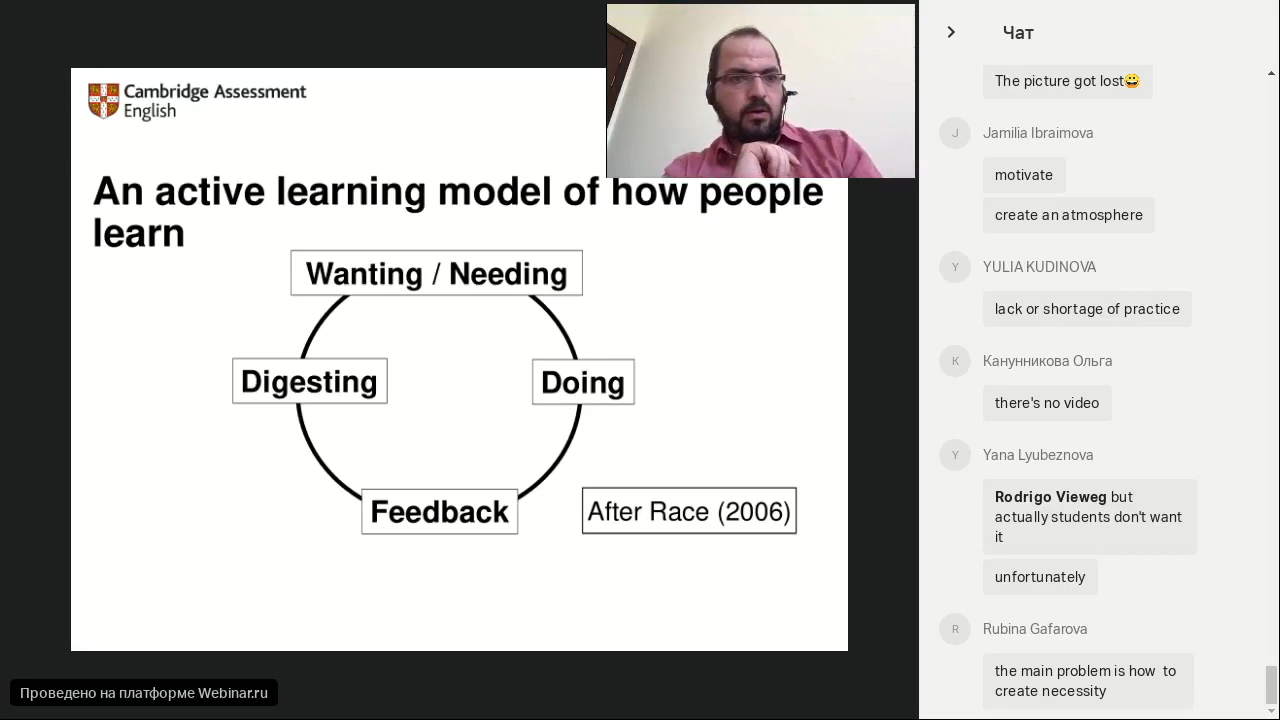 Cambridge Assessment
English
An active learning model of how people
learn
Wanting / Needing
Digesting
Doing
Feedback
After Race (2006)
Проведено на платформе Webinar.ru
Чат
The picture got lost😀
J
Jamilia Ibraimova
motivate
create an atmosphere
Y
YULIA KUDINOVA
lack or shortage of practice
К
Канунникова Ольга
there's no video
Y
Yana Lyubeznova
Rodrigo Vieweg but
actually students don't want
it
unfortunately
R
Rubina Gafarova
the main problem is how to
create necessity